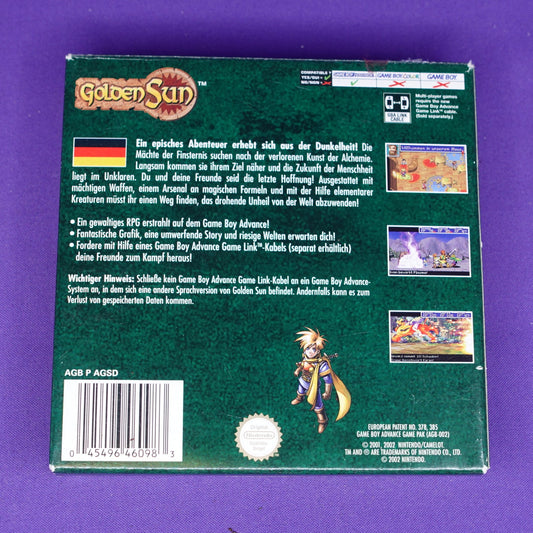 Golden Sun™
COMPATIBLE?
YES/OUI=✓
NO/NON=✗
GAME BOY ADVANCE
GAME BOY COLOR
GAME BOY
GBA LINK
CABLE
Multi-player games
require the new
Game Boy Advance
Game Link™ cable.
(Sold separately.)
Ein episches Abenteuer erhebt sich aus der Dunkelheit! Die
Mächte der Finsternis suchen nach der verlorenen Kunst der Alchemie.
Langsam kommen sie ihrem Ziel näher und die Zukunft der Menschheit
liegt im Unklaren. Du und deine Freunde seid die letzte Hoffnung! Ausgestattet mit
mächtigen Waffen, einem Arsenal an magischen Formeln und mit der Hilfe elementarer
Kreaturen müsst ihr einen Weg finden, das drohende Unheil von der Welt abzuwenden!
• Ein gewaltiges RPG erstrahlt auf dem Game Boy Advance!
• Fantastische Grafik, eine umwerfende Story und riesige Welten erwarten dich!
• Fordere mit Hilfe eines Game Boy Advance Game Link™-Kabels (separat erhältlich)
deine Freunde zum Kampf heraus!
Wichtiger Hinweis: Schließe kein Game Boy Advance Game Link-Kabel an ein Game Boy Advance-
System an, in dem sich eine andere Sprachversion von Golden Sun befindet. Andernfalls kann es zum
Verlust von gespeicherten Daten kommen.
AGB P AGSD
0 45496 46098 3
Original
Nintendo
EUROPEAN PATENT NO. 378, 385
GAME BOY ADVANCE GAME PAK (AGB-002)
© 2001, 2002 NINTENDO/CAMELOT.
TM AND ® ARE TRADEMARKS OF NINTENDO CO., LTD.
© 2002 NINTENDO.